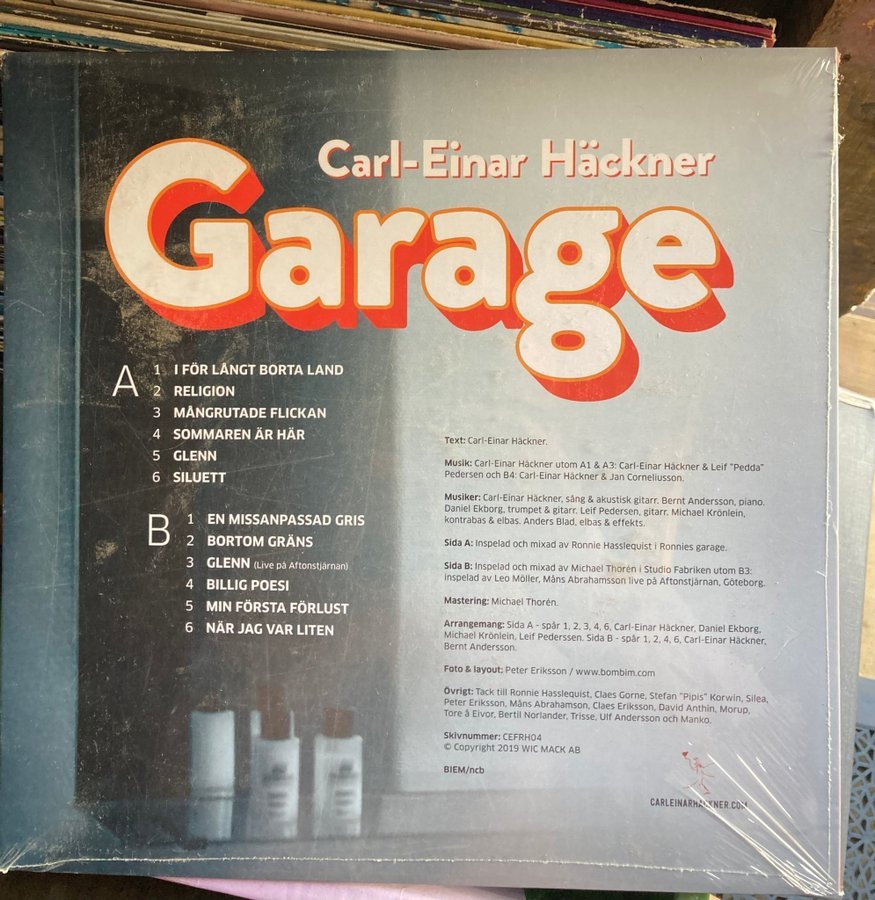 Carl-Einar Häckner
Garage
A
1 I FÖR LÅNGT BORTA LAND
2 RELIGION
3 MÅNGRUTADE FLICKAN
4 SOMMAREN ÄR HÄR
5 GLENN
6 SILUETT
B
1 EN MISSANPASSAD GRIS
2 BORTOM GRÄNS
3 GLENN (Live på Aftonstjärnan)
4 BILLIG POESI
5 MIN FÖRSTA FÖRLUST
6 NÄR JAG VAR LITEN
Text: Carl-Einar Häckner.
Musik: Carl-Einar Häckner utom A1 & A3: Carl-Einar Häckner & Leif "Pedda"
Pedersen och B4: Carl-Einar Häckner & Jan Corneliusson.
Musiker: Carl-Einar Häckner, sång & akustisk gitarr. Bernt Andersson, piano.
Daniel Ekborg, trumpet & gitarr. Leif Pedersen, gitarr. Michael Krönlein,
kontrabas & elbas. Anders Blad, elbas & effekts.
Sida A: Inspelad och mixad av Ronnie Hasslequist i Ronnies garage.
Sida B: Inspelad och mixad av Michael Thorén i Studio Fabriken utom B3:
inspelad av Leo Möller, Måns Abrahamsson live på Aftonstjärnan, Göteborg.
Mastering: Michael Thorén.
Arrangemang: Sida A - spår 1, 2, 3, 4, 6, Carl-Einar Häckner, Daniel Ekborg,
Michael Krönlein, Leif Pederssen. Sida B - spår 1, 2, 4, 6, Carl-Einar Häckner,
Bernt Andersson.
Foto & layout: Peter Eriksson / www.bombim.com
Övrigt: Tack till Ronnie Hasslequist, Claes Gorne, Stefan "Pipis" Korwin, Silea,
Peter Eriksson, Måns Abrahamson, Claes Eriksson, David Anthin, Morup,
Tore å Eivor, Bertil Norlander, Trisse, Ulf Andersson och Manko.
Skivnummer: CEFRH04
© Copyright 2019 WIC MACK AB
BIEM/ncb
CARLEINARHÄCKNER.COM